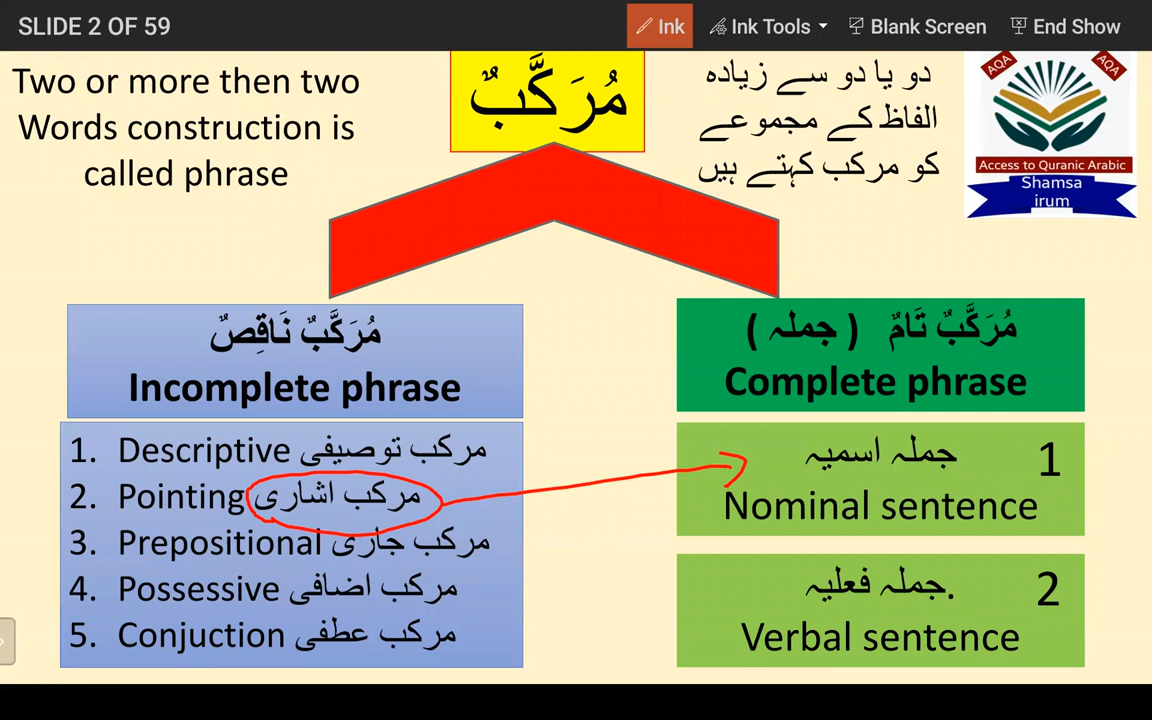 SLIDE 2 OF 59
Ink
Ink Tools
Blank Screen
End Show
Two or more then two
Words construction is
called phrase
مُرَكَّبٌ
دو یا دو سے زیادہ
الفاظ کے مجموعے
کو مرکب کہتے ہیں
AQA
AQA
Access to Quranic Arabic
Shamsa
irum
مُرَكَّبٌ نَاقِصٌ
Incomplete phrase
1. Descriptive مرکب توصیفی
2. Pointing مرکب اشاری
3. Prepositional مرکب جاری
4. Possessive مرکب اضافی
5. Conjuction مرکب عطفی
مُرَكَّبٌ تَامٌ ( جملہ )
Complete phrase
جملہ اسمیہ 1
Nominal sentence
جملہ فعلیہ. 2
Verbal sentence